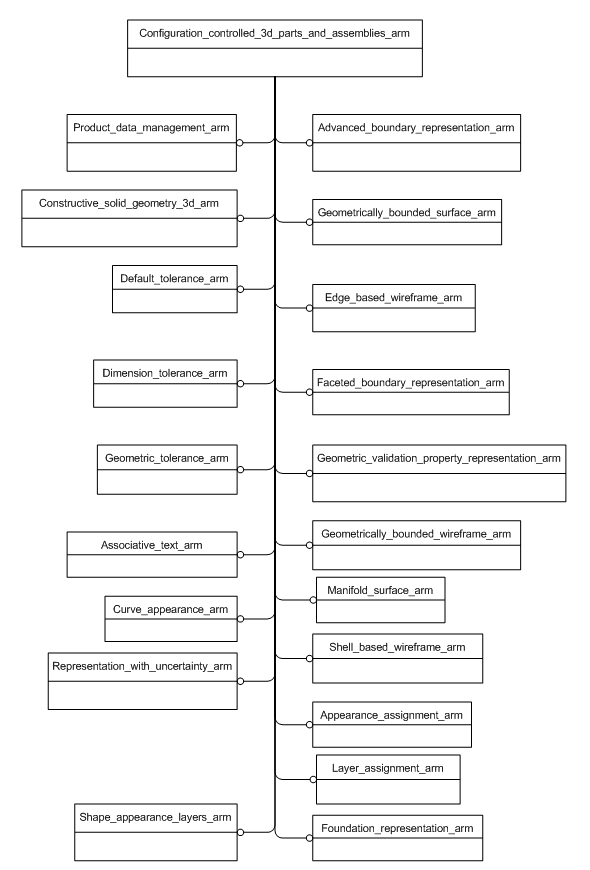 Configuration_controlled_3d_parts_and_assemblies_arm
Product_data_management_arm
Advanced_boundary_representation_arm
Constructive_solid_geometry_3d_arm
Geometrically_bounded_surface_arm
Default_tolerance_arm
Edge_based_wireframe_arm
Dimension_tolerance_arm
Faceted_boundary_representation_arm
Geometric_tolerance_arm
Geometric_validation_property_representation_arm
Associative_text_arm
Geometrically_bounded_wireframe_arm
Manifold_surface_arm
Curve_appearance_arm
Shell_based_wireframe_arm
Representation_with_uncertainty_arm
Appearance_assignment_arm
Layer_assignment_arm
Shape_appearance_layers_arm
Foundation_representation_arm